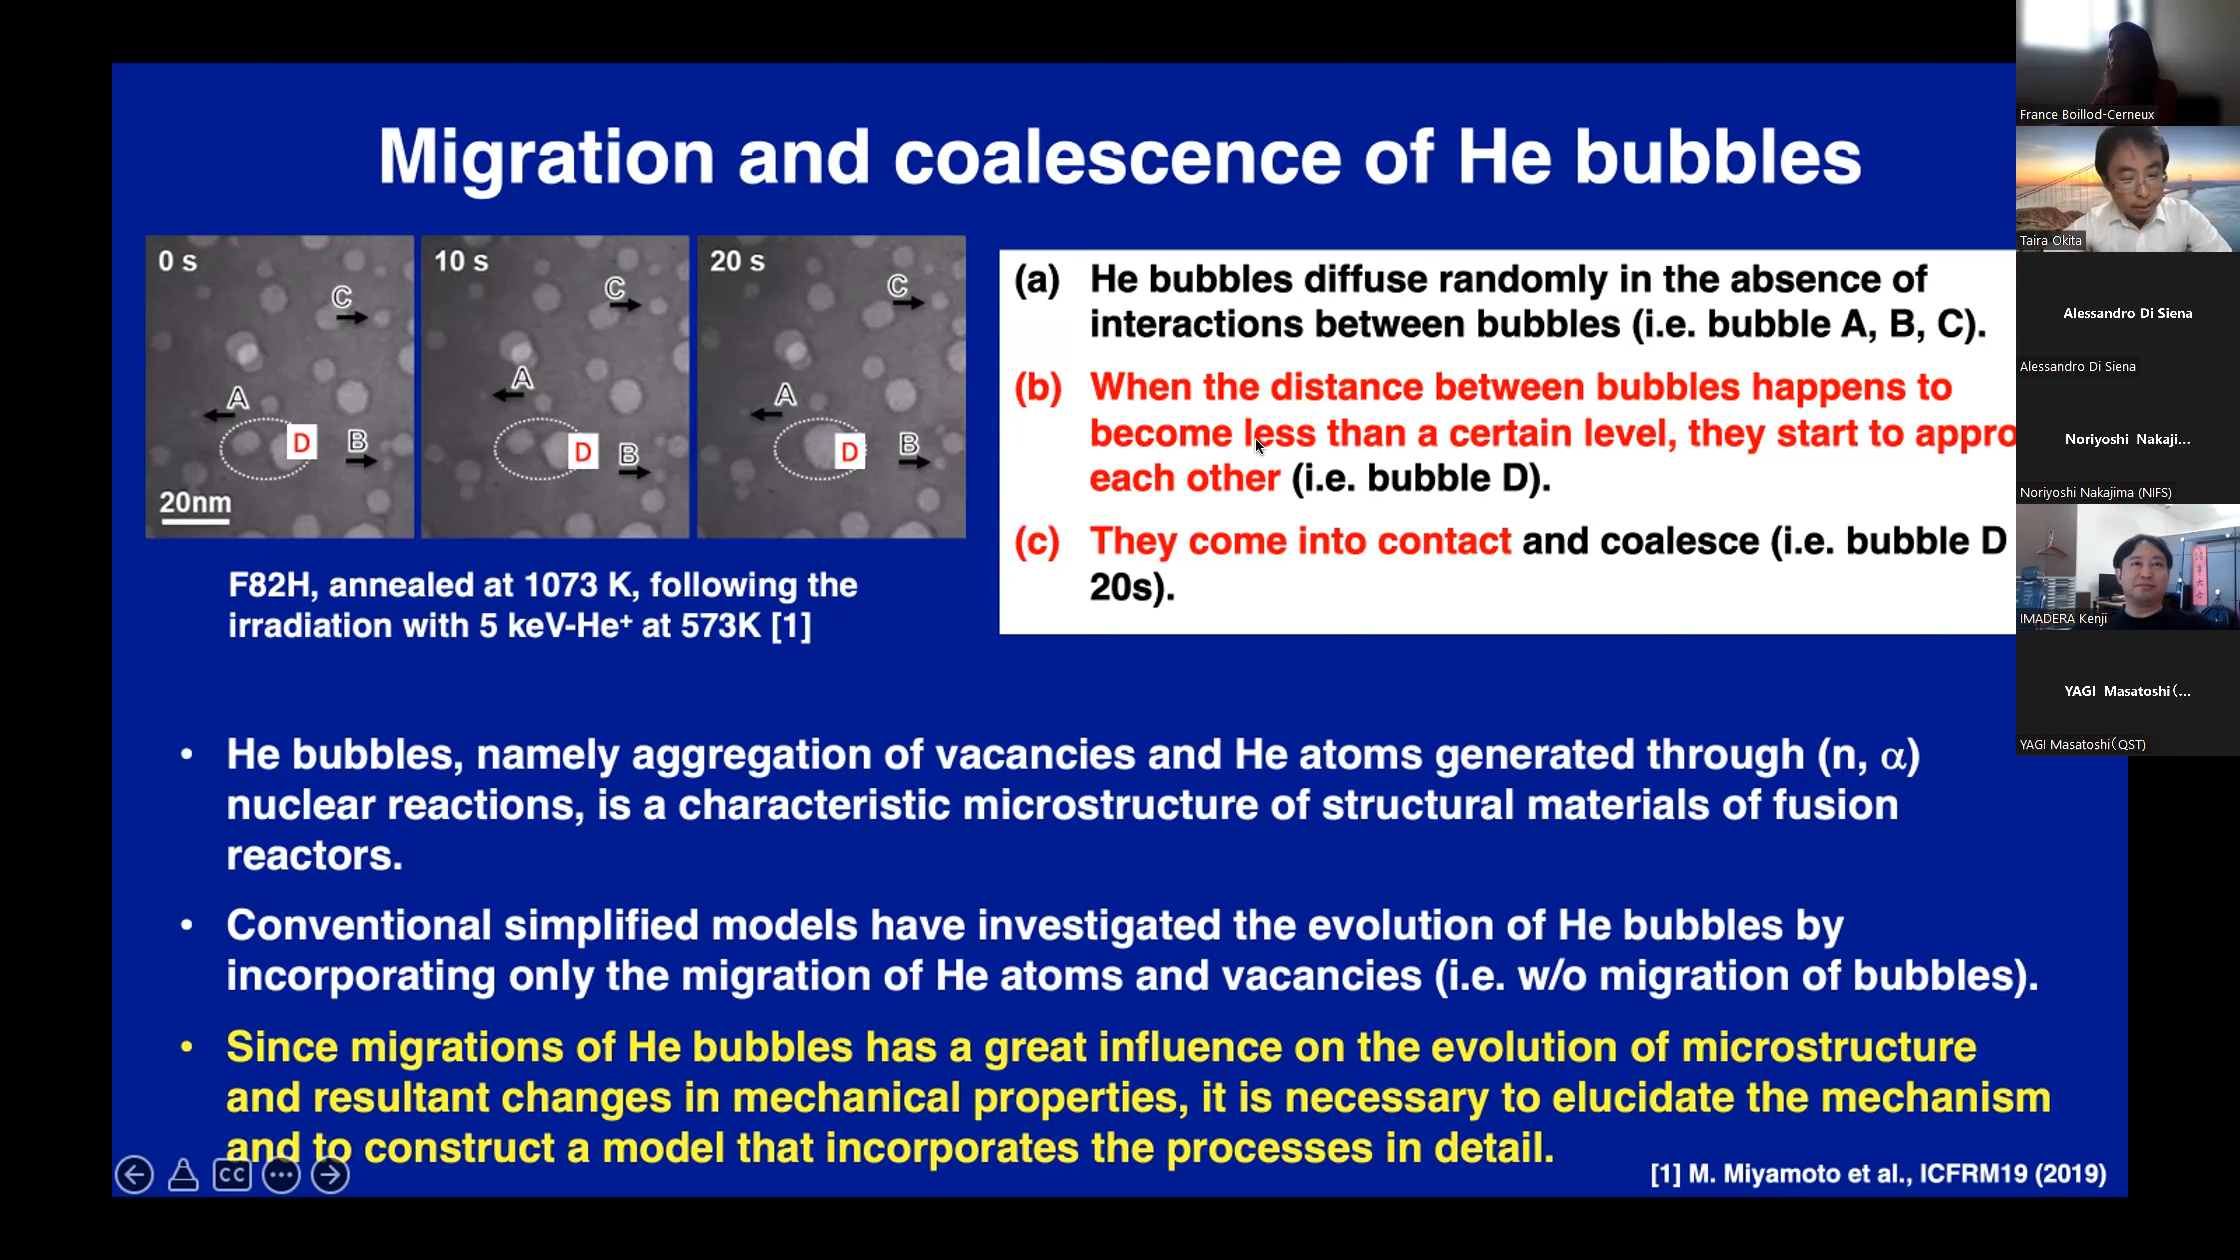 Migration and coalescence of He bubbles
0 s
C
A
D
B
20nm
10 s
C
A
D
B
20 s
C
A
D
B
F82H, annealed at 1073 K, following the
irradiation with 5 keV-He⁺ at 573K [1]
(a) He bubbles diffuse randomly in the absence of
interactions between bubbles (i.e. bubble A, B, C).
(b) When the distance between bubbles happens to
become less than a certain level, they start to appro
each other (i.e. bubble D).
(c) They come into contact and coalesce (i.e. bubble D
20s).
• He bubbles, namely aggregation of vacancies and He atoms generated through (n, α)
nuclear reactions, is a characteristic microstructure of structural materials of fusion
reactors.
• Conventional simplified models have investigated the evolution of He bubbles by
incorporating only the migration of He atoms and vacancies (i.e. w/o migration of bubbles).
• Since migrations of He bubbles has a great influence on the evolution of microstructure
and resultant changes in mechanical properties, it is necessary to elucidate the mechanism
and to construct a model that incorporates the processes in detail.
CC
[1] M. Miyamoto et al., ICFRM19 (2019)
France Boillod-Cerneux
Taira Okita
Alessandro Di Siena
Alessandro Di Siena
Noriyoshi Nakaji...
Noriyoshi Nakajima (NIFS)
IMADERA Kenji
YAGI Masatoshi(...
YAGI Masatoshi(QST)